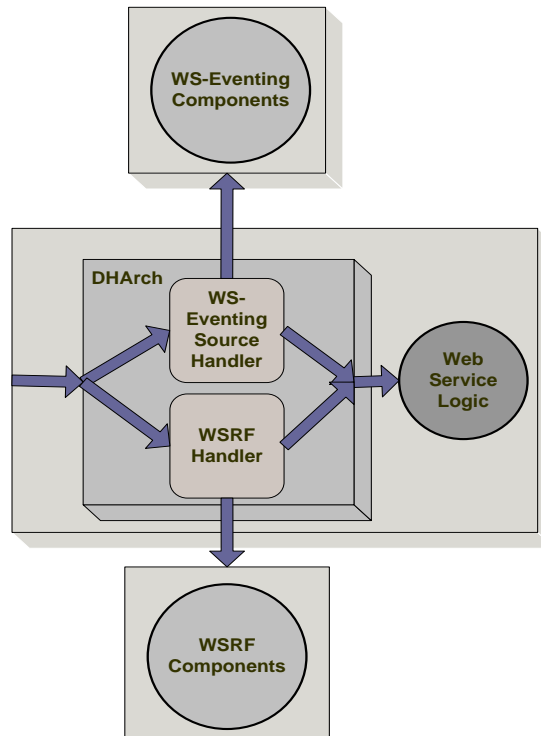 WS-Eventing
Components
DHArch
WS-
Eventing
Source
Handler
Web
Service
Logic
WSRF
Handler
WSRF
Components